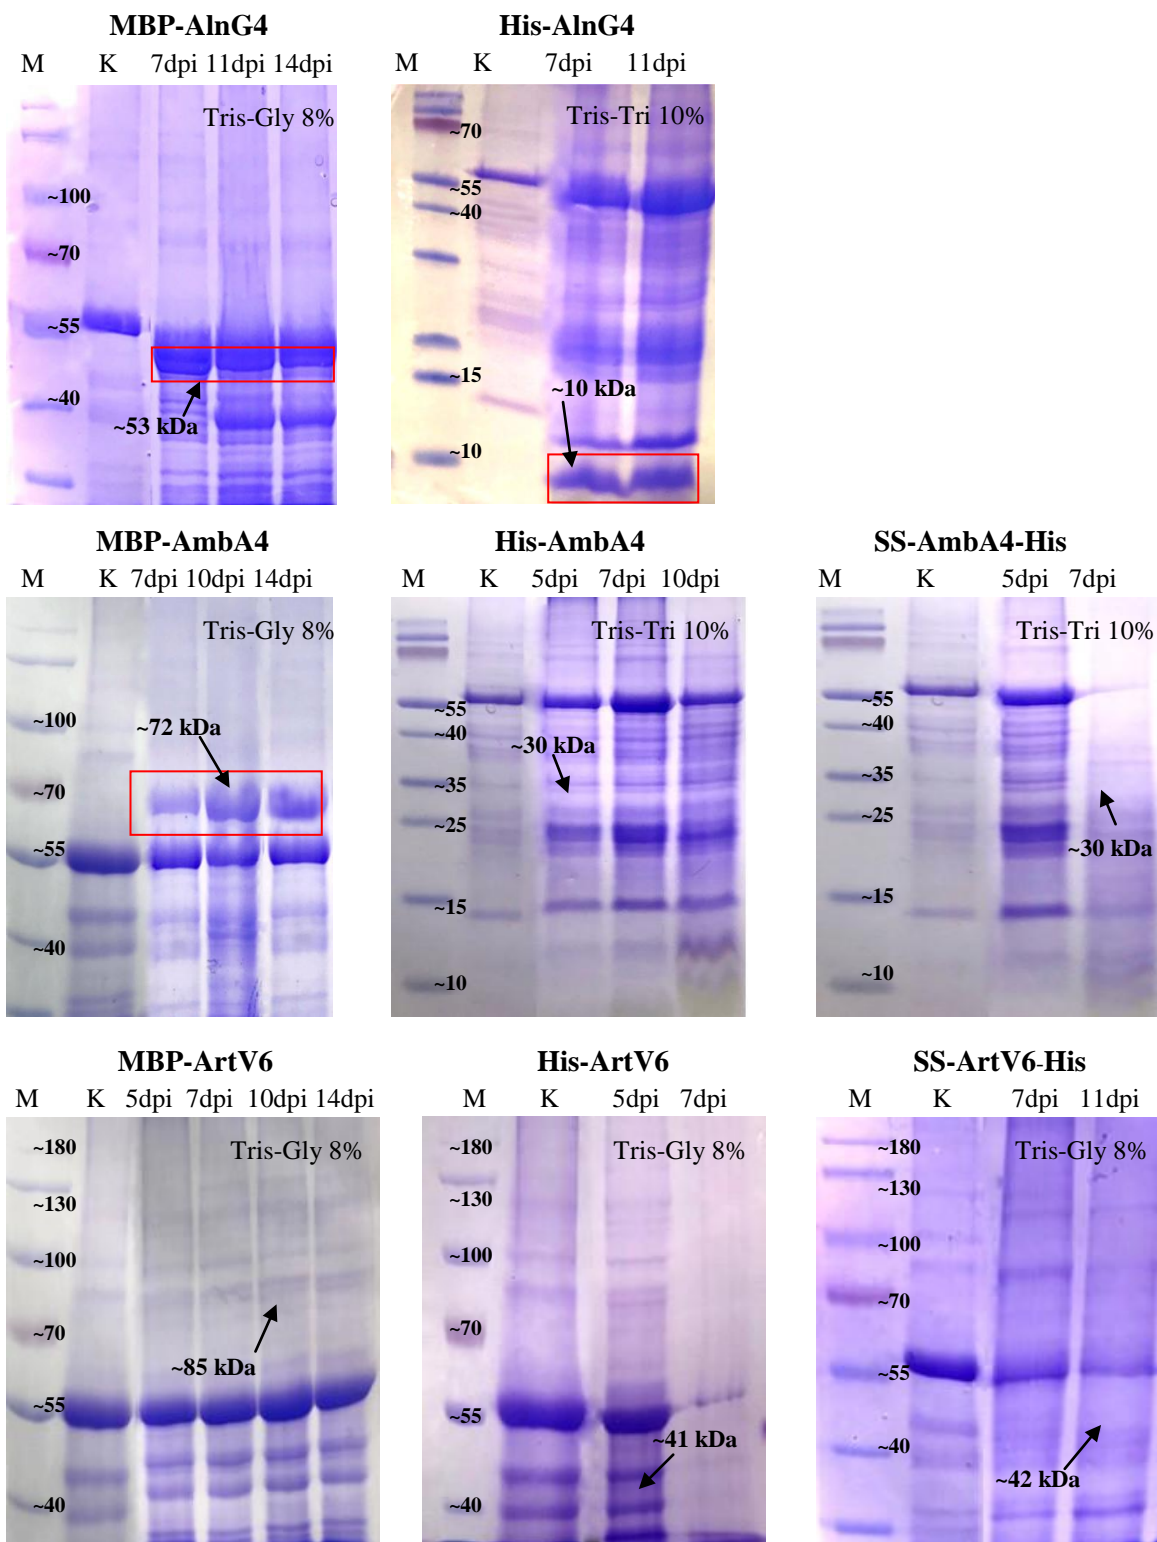 MBP-AlnG4
M K 7dpi 11dpi 14dpi
Tris-Gly 8%
~100
~70
~55
~40
~53 kDa
His-AlnG4
M K 7dpi 11dpi
Tris-Tri 10%
~70
~55
~40
~15
~10 kDa
~10
MBP-AmbA4
M K 7dpi 10dpi 14dpi
Tris-Gly 8%
~100
~72 kDa
~70
~55
~40
His-AmbA4
M K 5dpi 7dpi 10dpi
Tris-Tri 10%
~55
~40
~30 kDa
~35
~25
~15
~10
SS-AmbA4-His
M K 5dpi 7dpi
Tris-Tri 10%
~55
~40
~35
~25
~30 kDa
~15
~10
MBP-ArtV6
M K 5dpi 7dpi 10dpi 14dpi
~180
Tris-Gly 8%
~130
~100
~70
~85 kDa
~55
~40
His-ArtV6
M K 5dpi 7dpi
~180
Tris-Gly 8%
~130
~100
~70
~55
~41 kDa
~40
SS-ArtV6-His
M K 7dpi 11dpi
~180
Tris-Gly 8%
~130
~100
~70
~55
~40
~42 kDa